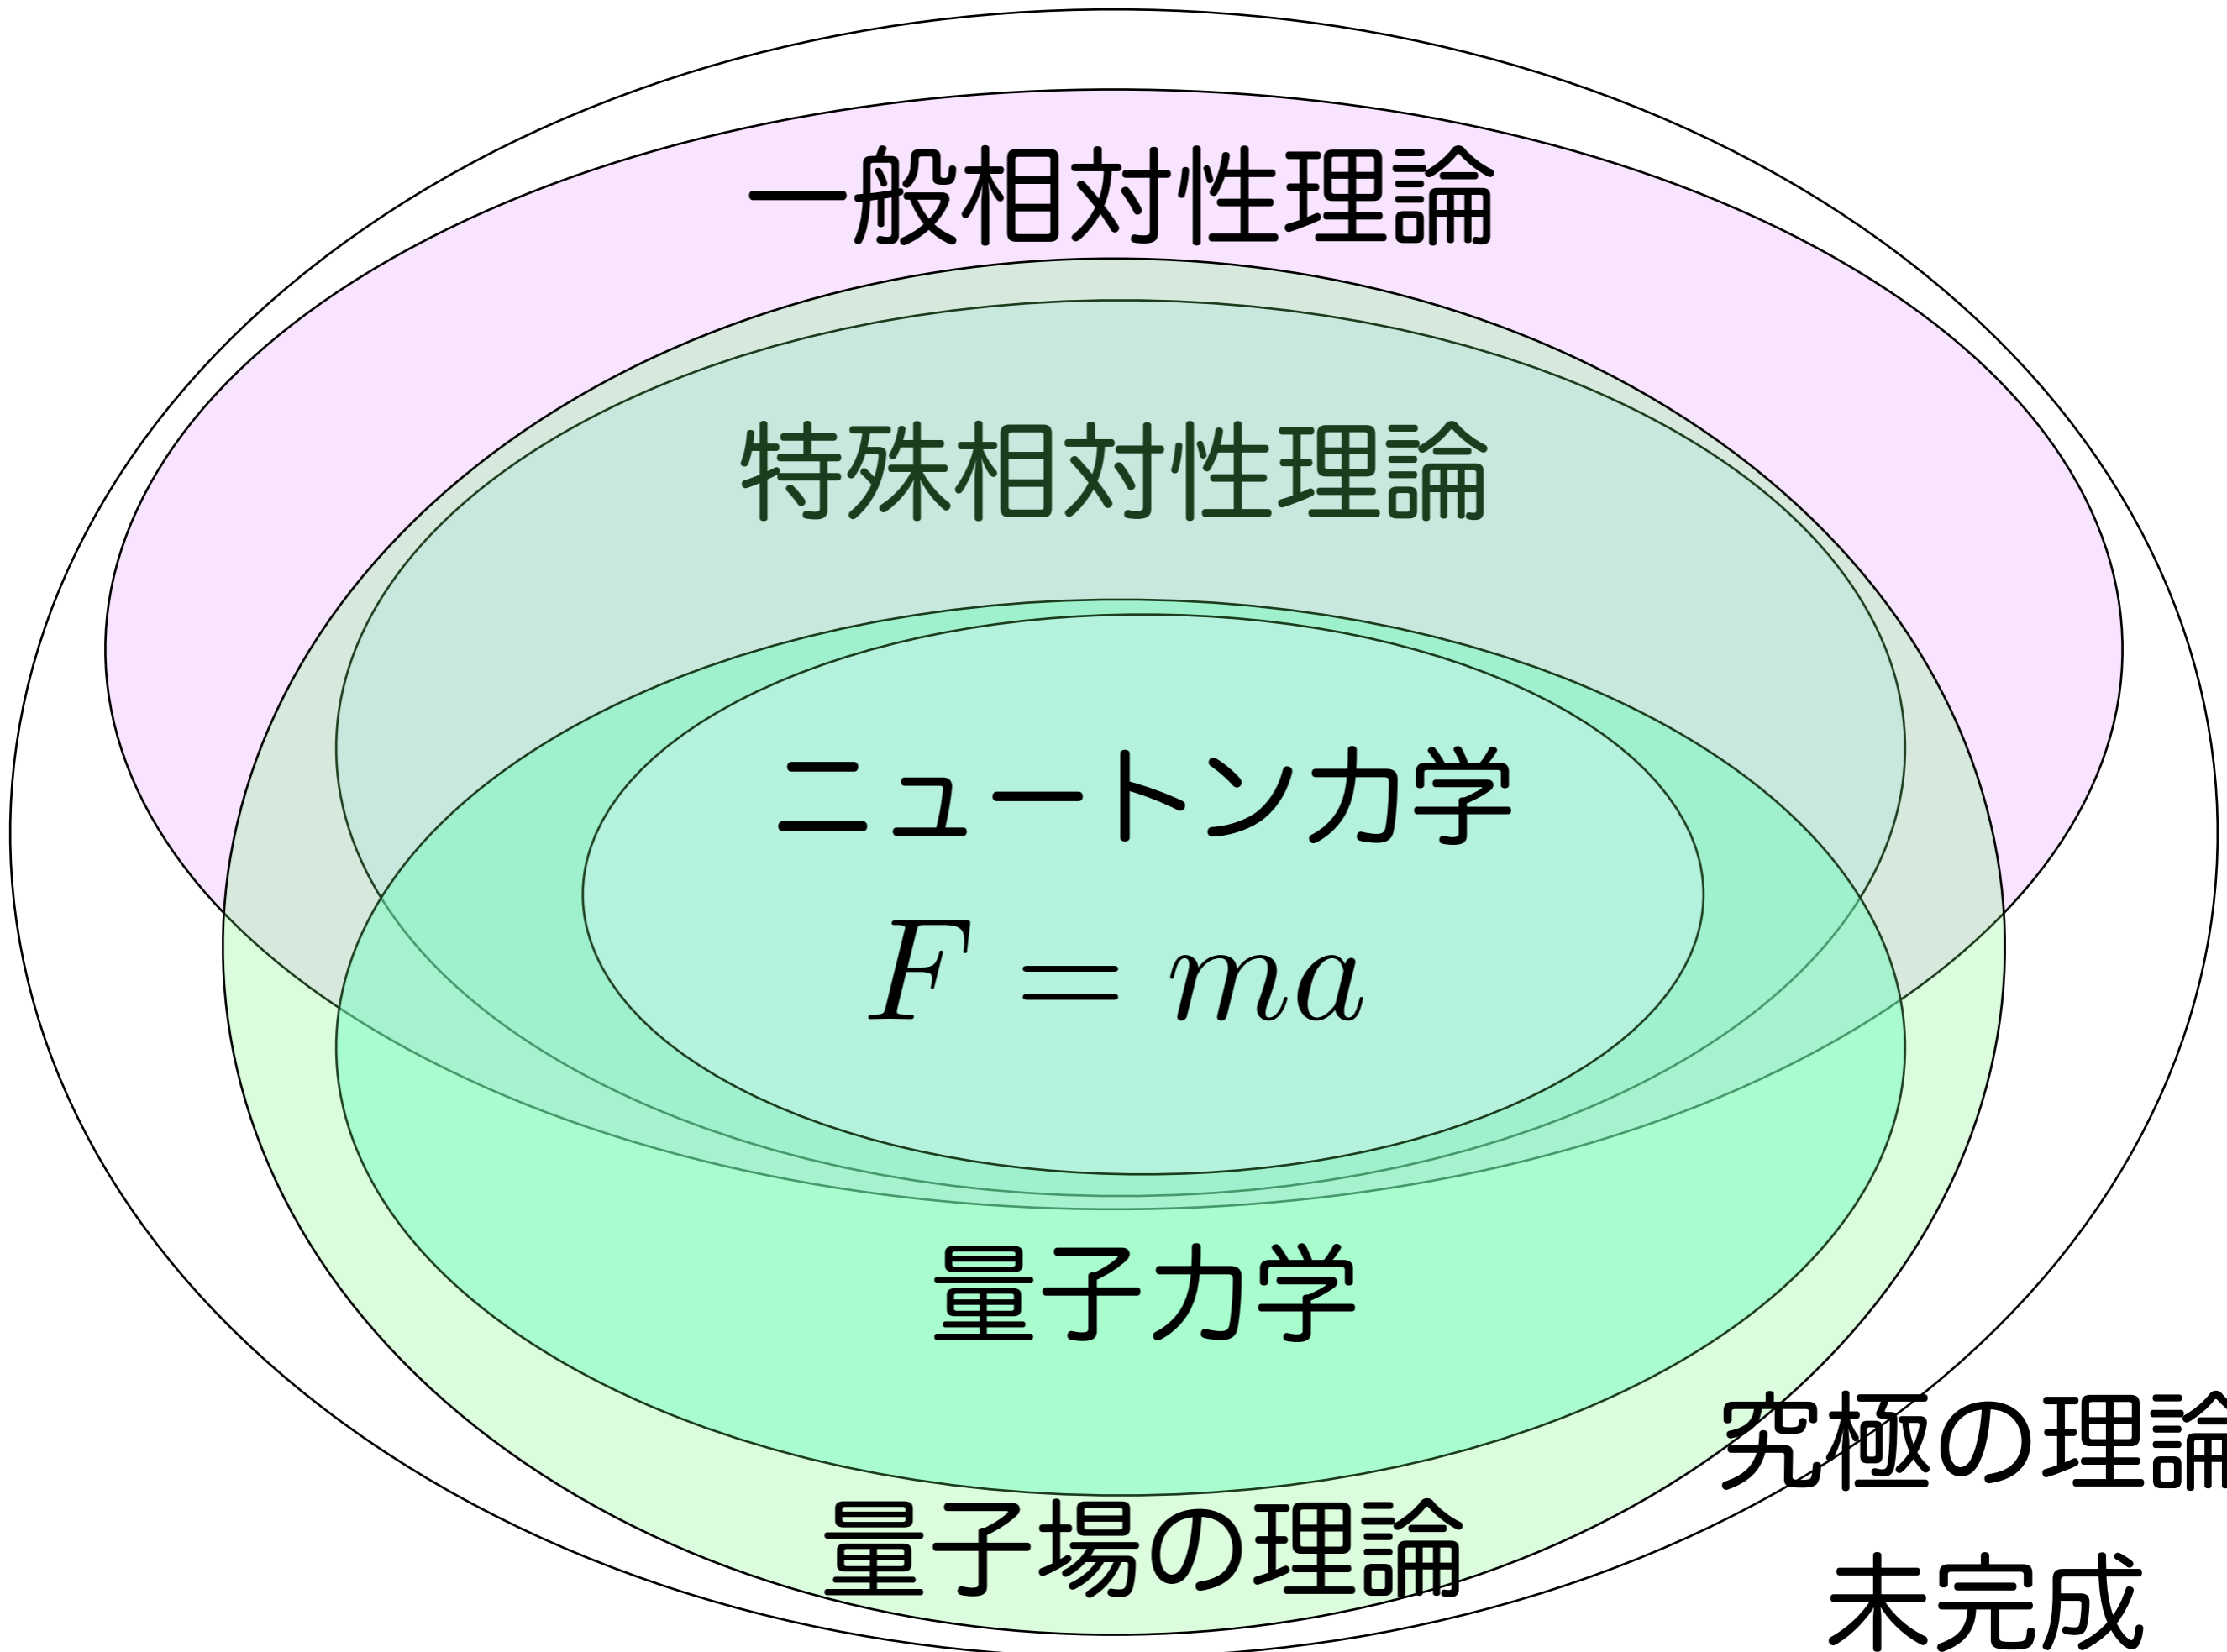 一般相対性理論
特殊相対性理論
ニュートン力学
F = ma
量子力学
究極の理論
量子場の理論
未完成